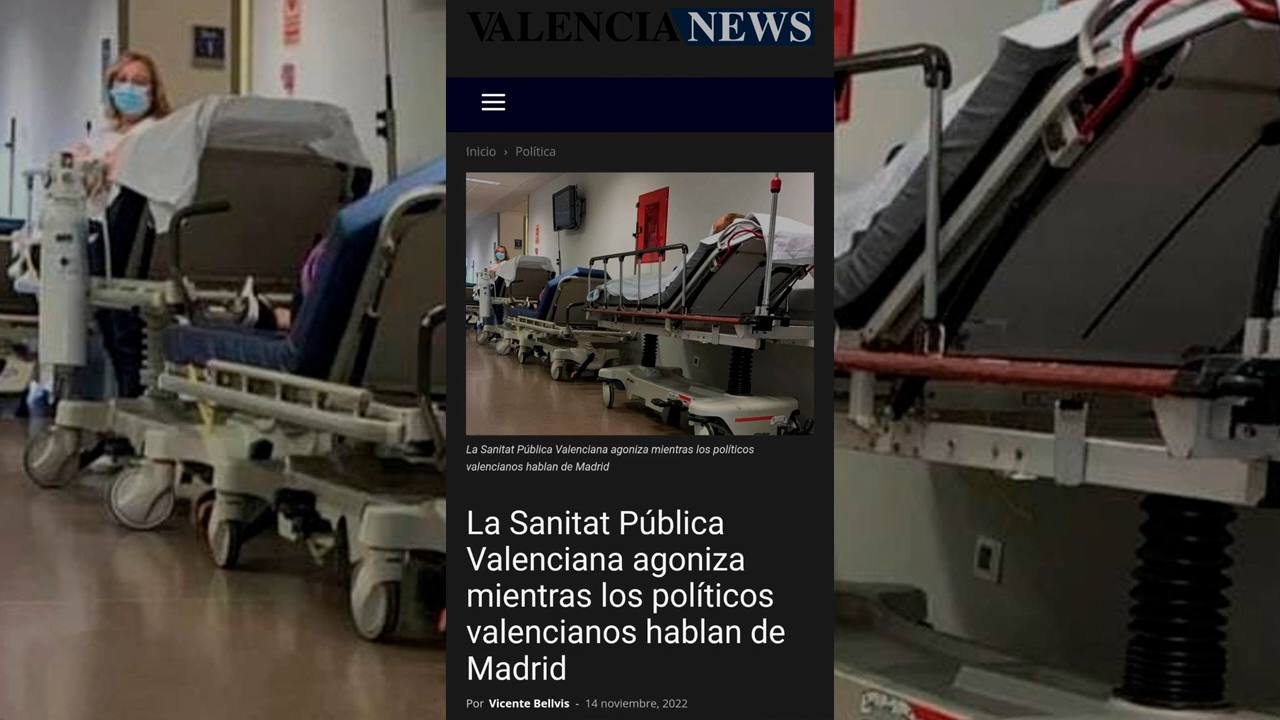 VALENCIA NEWS
Inicio › Política
La Sanitat Pública Valenciana agoniza mientras los políticos
valencianos hablan de Madrid
La Sanitat Pública
Valenciana agoniza
mientras los políticos
valencianos hablan de
Madrid
Por Vicente Bellvis - 14 noviembre, 2022